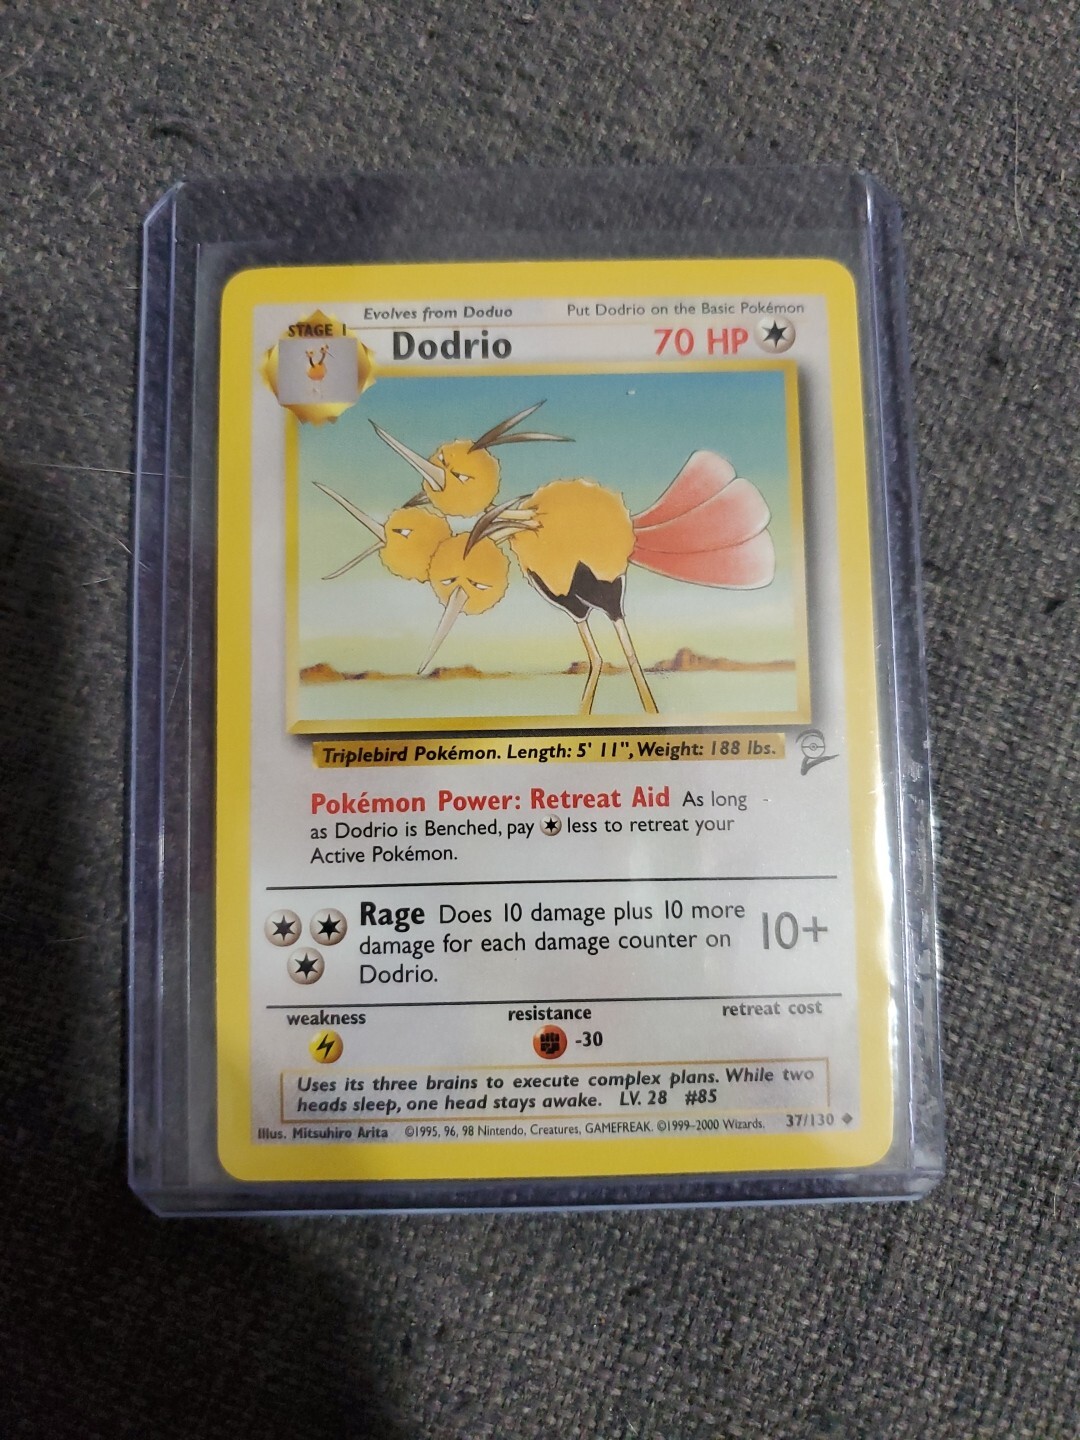 Evolves from Doduo
Put Dodrio on the Basic Pokémon
STAGE 1
Dodrio
70 HP
Triplebird Pokémon. Length: 5' 11", Weight: 188 lbs.
Pokémon Power: Retreat Aid As long
as Dodrio is Benched, pay less to retreat your
Active Pokémon.
Rage Does 10 damage plus 10 more
damage for each damage counter on
Dodrio.
10+
weakness
resistance
retreat cost
-30
Uses its three brains to execute complex plans. While two
heads sleep, one head stays awake. LV. 28 #85
Illus. Mitsuhiro Arita ©1995, 96, 98 Nintendo, Creatures, GAMEFREAK. ©1999-2000 Wizards. 37/130